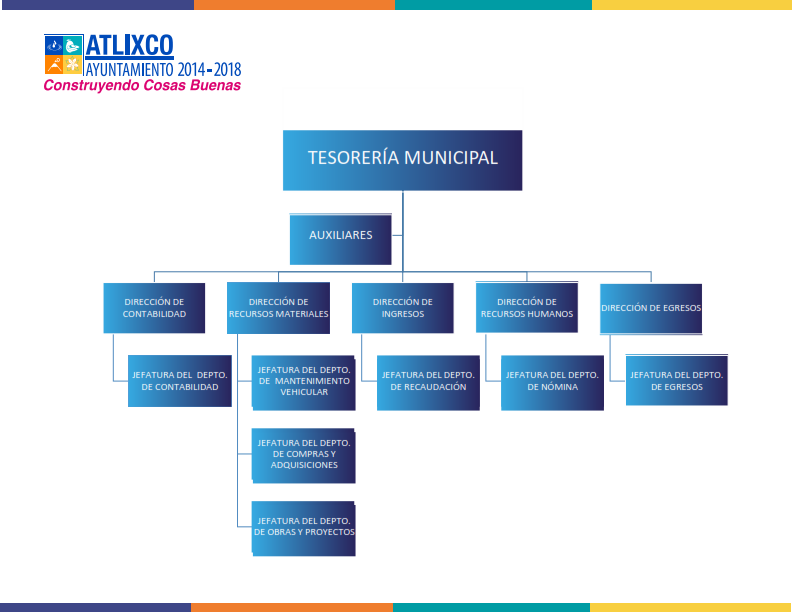 ATLIXCO
AYUNTAMIENTO 2014-2018
Construyendo Cosas Buenas
TESORERÍA MUNICIPAL
AUXILIARES
DIRECCIÓN DE
CONTABILIDAD
DIRECCIÓN DE
RECURSOS MATERIALES
DIRECCIÓN DE
INGRESOS
DIRECCIÓN DE
RECURSOS HUMANOS
DIRECCIÓN DE EGRESOS
JEFATURA DEL DEPTO.
DE CONTABILIDAD
JEFATURA DEL DEPTO.
DE MANTENIMIENTO
VEHICULAR
JEFATURA DEL DEPTO.
DE RECAUDACIÓN
JEFATURA DEL DEPTO.
DE NÓMINA
JEFATURA DEL DEPTO.
DE EGRESOS
JEFATURA DEL DEPTO.
DE COMPRAS Y
ADQUISICIONES
JEFATURA DEL DEPTO.
DE OBRAS Y PROYECTOS